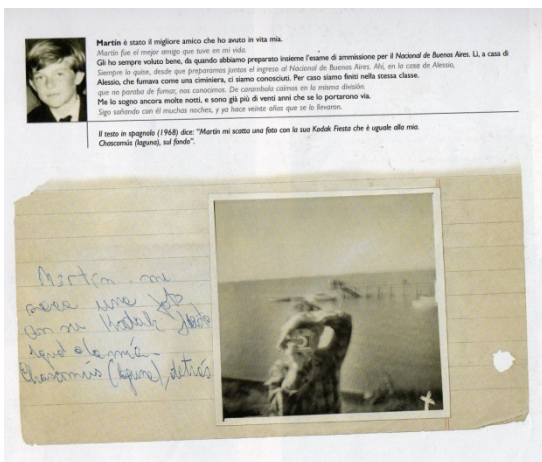 Martín è stato il migliore amico che ho avuto in vita mia.
Martín fue el mejor amigo que tuve en mi vida.
Gli ho sempre voluto bene, da quando abbiamo preparato insieme l'esame di ammissione per il Nacional de Buenos Aires. Lì, a casa di
Siempre lo quise, desde que preparamos juntos el ingreso al Nacional de Buenos Aires. Ahí, en la casa de Alessio,
Alessio, che fumava come una ciminiera, ci siamo conosciuti. Per caso siamo finiti nella stessa classe.
que no paraba de fumar, nos conocimos. De carambola caímos en la misma división.
Me lo sogno ancora molte notti, e sono già più di venti anni che se lo portarono via.
Sigo soñando con él muchas noches, y ya hace veinte años que se lo llevaron.
Il testo in spagnolo (1968) dice: "Martín mi scatta una foto con la sua Kodak Fiesta che è uguale alla mia.
Chascomús (laguna), sul fondo".
Martín, me
saca una foto
con su Kodak fiesta
igual a la mía-
Chascomús (laguna), detrás